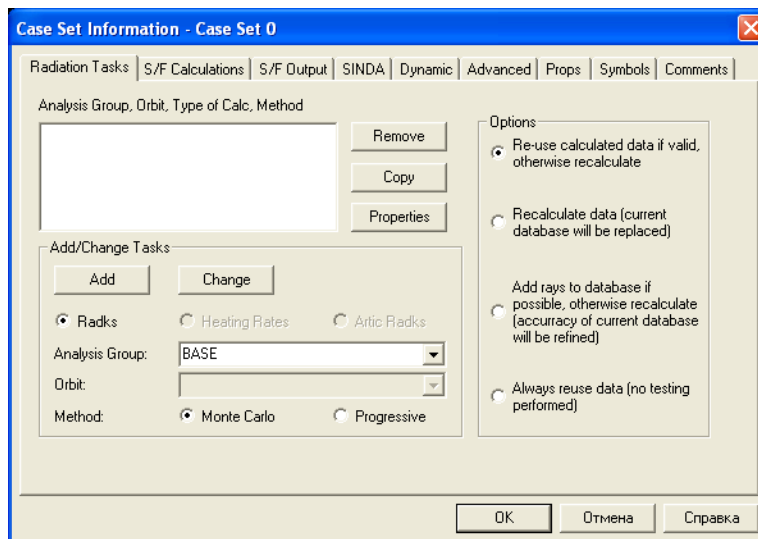 Case Set Information - Case Set 0
Radiation Tasks S/F Calculations S/F Output SINDA Dynamic Advanced Props Symbols Comments
Analysis Group, Orbit, Type of Calc, Method
Remove
Copy
Properties
Add/Change Tasks
Add Change
Radks Heating Rates Artic Radks
Analysis Group: BASE
Orbit:
Method: Monte Carlo Progressive
Options
Re-use calculated data if valid,
otherwise recalculate
Recalculate data (current
database will be replaced)
Add rays to database if
possible, otherwise recalculate
(accurracy of current database
will be refined)
Always reuse data (no testing
performed)
OK Отмена Справка